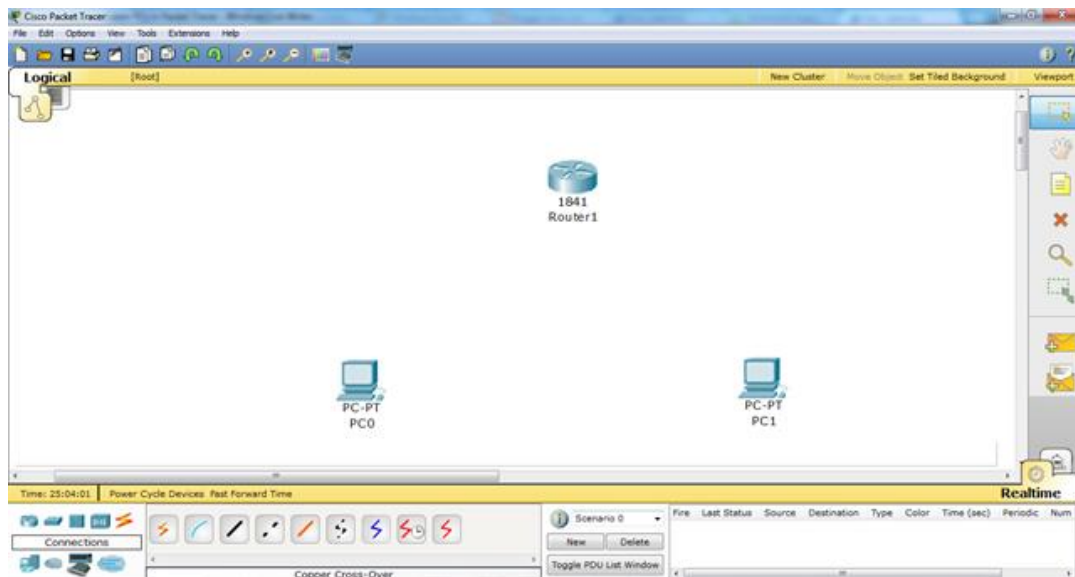 Cisco Packet Tracer
File Edit Options View Tools Extensions Help
Logical [Root] New Cluster Move Object Set Tiled Background Viewport
1841
Router1
PC-PT
PC0
PC-PT
PC1
Time: 25:04:01 Power Cycle Devices Fast Forward Time Realtime
Scenario 0 Fire Last Status Source Destination Type Color Time (sec) Periodic Num
Connections
New Delete
Toggle PDU List Window
Copper Cross-Over